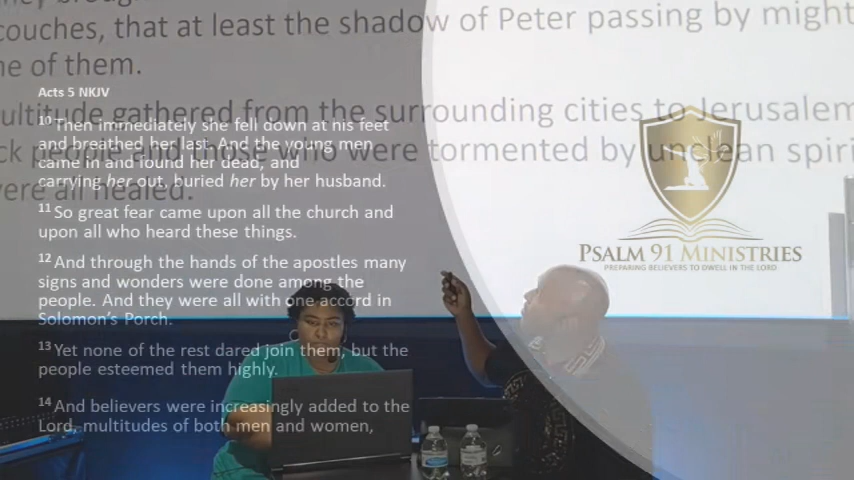 couches, that at least the shadow of Peter passing by might
ne of them.
Acts 5 NKJV
ultitude gathered from the surrounding cities to Jerusalem
ck people and those who were tormented by unclean spiri
ere all healed.
10 Then immediately she fell down at his feet
and breathed her last. And the young men
came in and found her dead, and
carrying her out, buried her by her husband.
11 So great fear came upon all the church and
upon all who heard these things.
12 And through the hands of the apostles many
signs and wonders were done among the
people. And they were all with one accord in
Solomon's Porch.
13 Yet none of the rest dared join them, but the
people esteemed them highly.
14 And believers were increasingly added to the
Lord, multitudes of both men and women,
PSALM 91 MINISTRIES
PREPARING BELIEVERS TO DWELL IN THE LORD